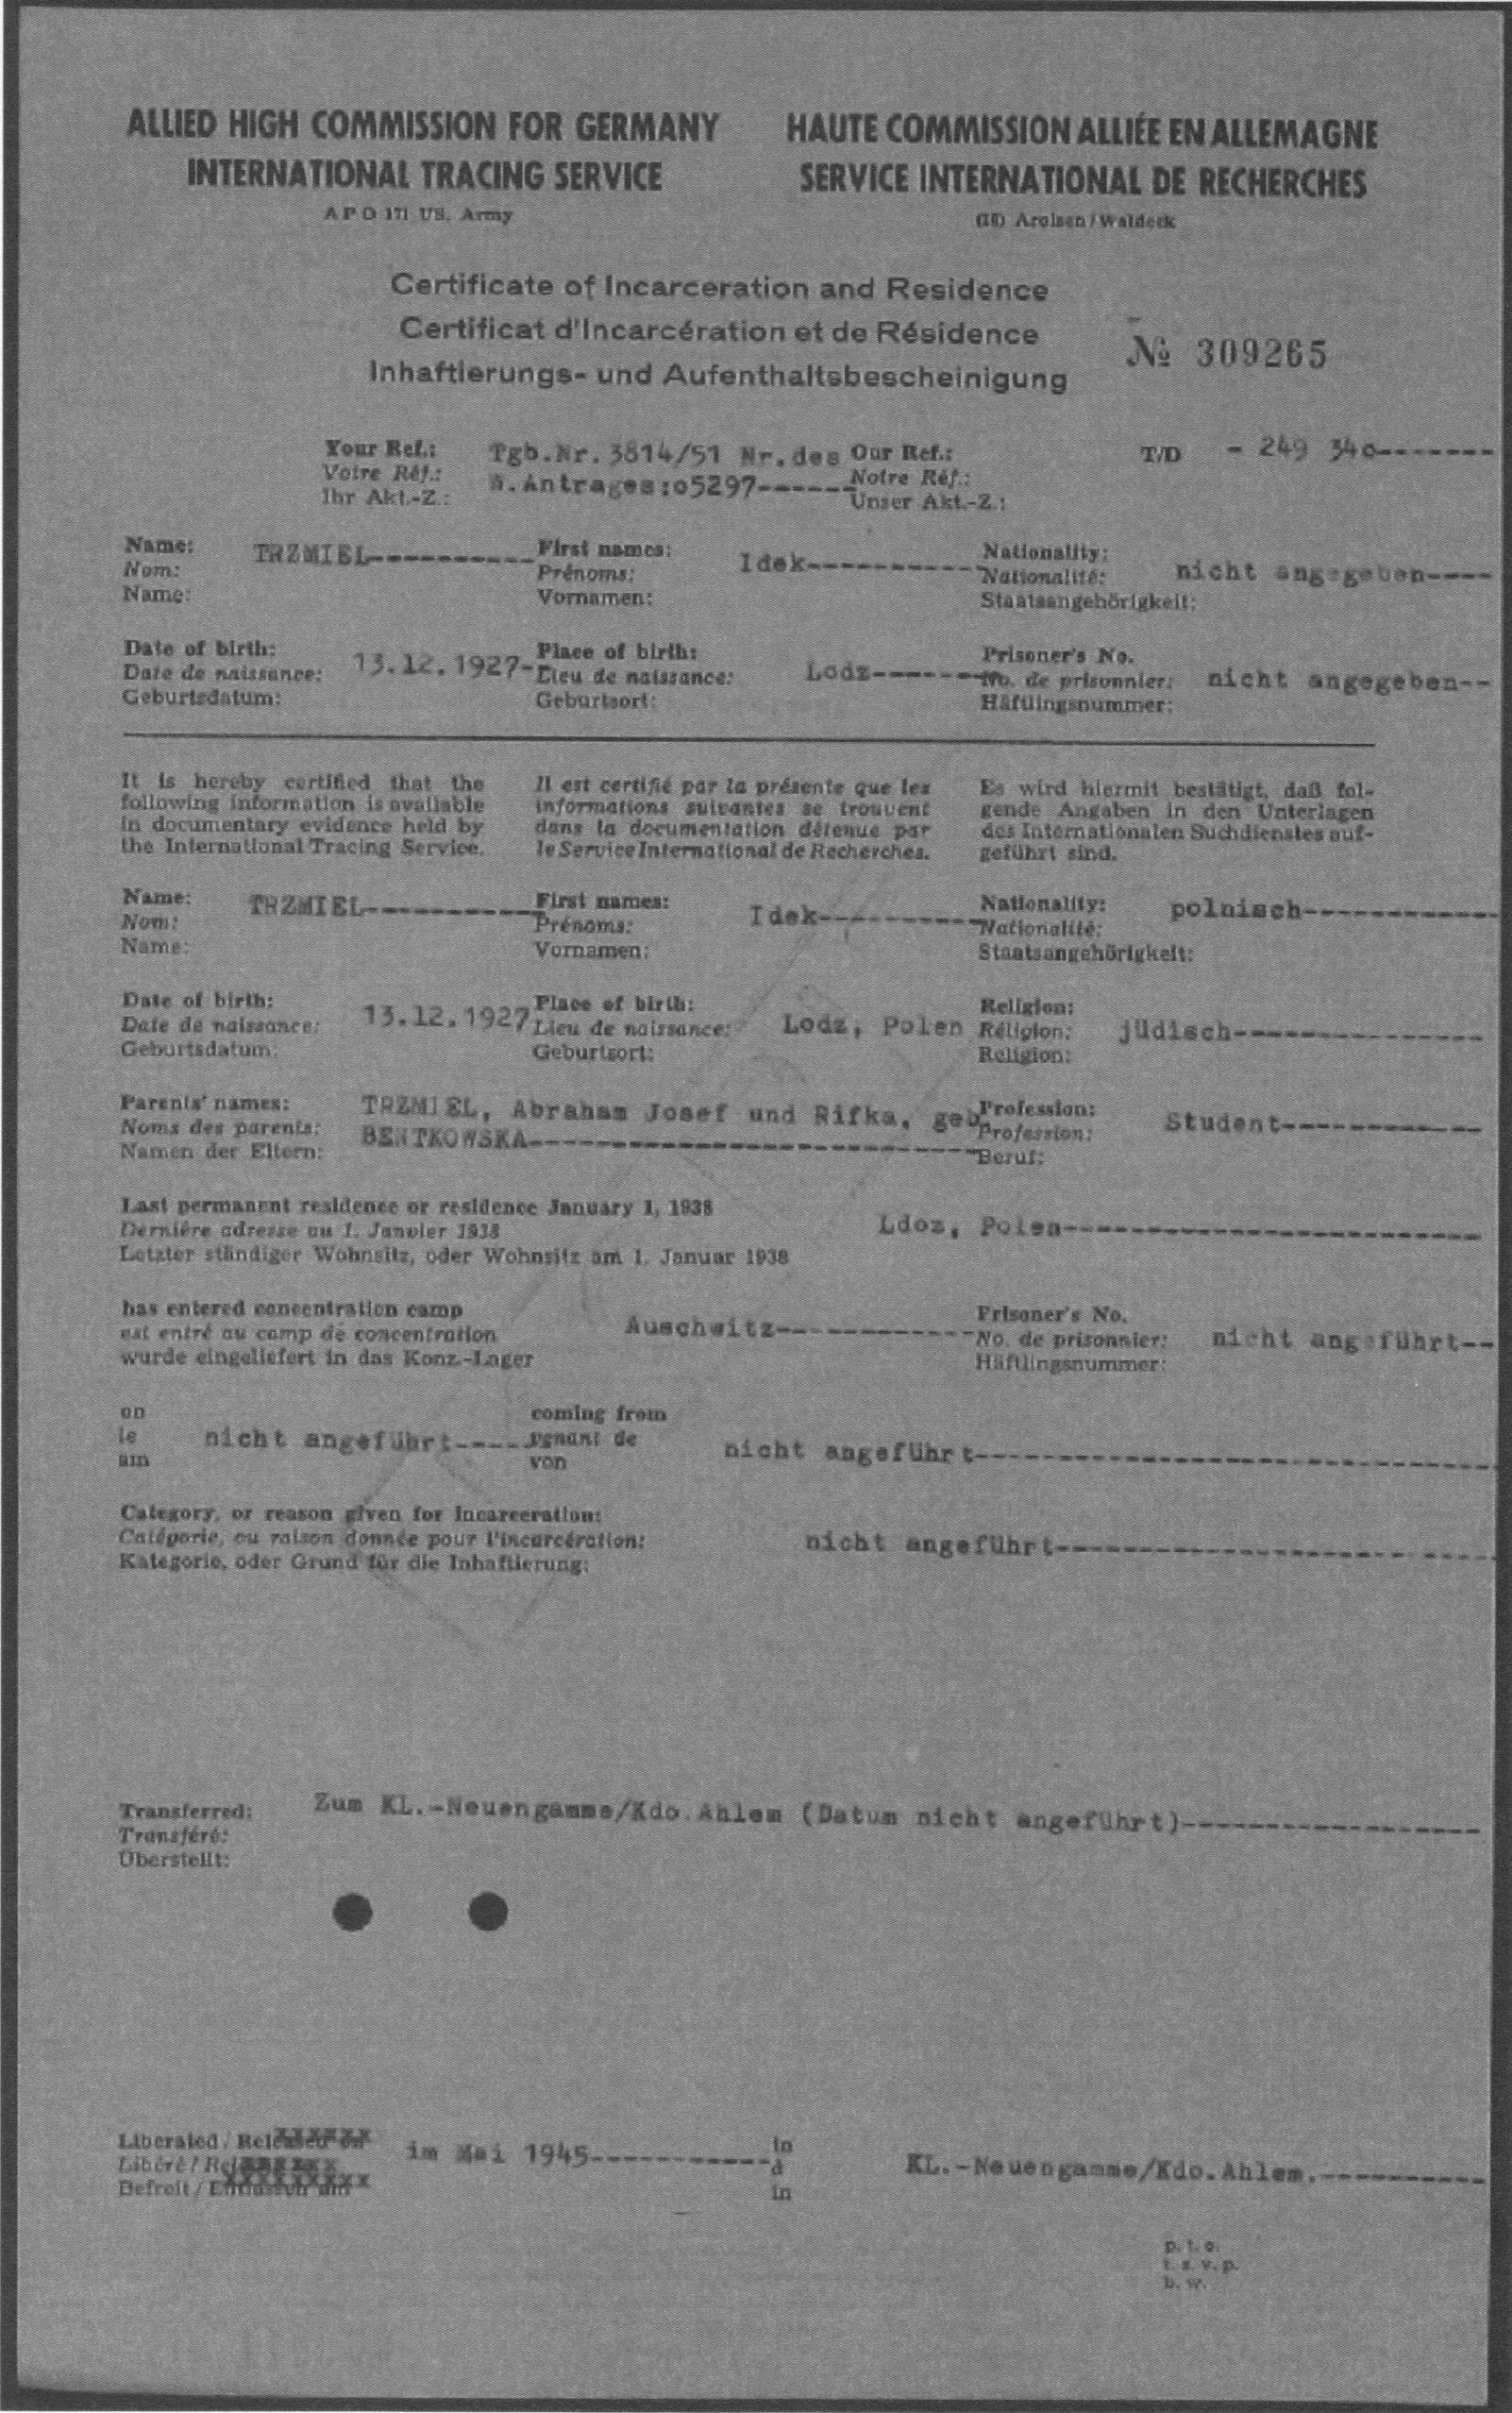 ALLIED HIGH COMMISSION FOR GERMANY
INTERNATIONAL TRACING SERVICE
APO 171 US. Army
HAUTE COMMISSION ALLIÉE EN ALLEMAGNE
SERVICE INTERNATIONAL DE RECHERCHES
(16) Arolsen/Waldeck
Certificate of Incarceration and Residence
Certificat d'Incarcération et de Résidence
Inhaftierungs- und Aufenthaltsbescheinigung
№ 309265
Your Ref.:
Votre Réf.:
Ihr Akt.-Z.:
Tgb.Nr.3814/51 Nr.des
W.Antrages:o5297------
Our Ref.:
Notre Réf.:
Unser Akt.-Z.:
T/D - 249 340-------
Name:
Nom:
Name:
TRZMIEL-----------
First names:
Prénoms:
Vornamen:
Idek------------
Nationality:
Nationalité:
Staatsangehörigkeit:
nicht angegeben----
Date of birth:
Date de naissance:
Geburtsdatum:
13.12.1927-
Place of birth:
Lieu de naissance:
Geburtsort:
Lodz-------
Prisoner's No.
No. de prisonnier:
Häftlingsnummer:
nicht angegeben--
It is hereby certified that the
following information is available
in documentary evidence held by
the International Tracing Service.
Il est certifié par la présente que les
informations suivantes se trouvent
dans la documentation détenue par
le Service International de Recherches.
Es wird hiermit bestätigt, daß fol-
gende Angaben in den Unterlagen
des Internationalen Suchdienstes auf-
geführt sind.
Name:
Nom:
Name:
TRZMIEL-----------
First names:
Prénoms:
Vornamen:
Idek-----------
Nationality:
Nationalité:
Staatsangehörigkeit:
polnisch------------
Date of birth:
Date de naissance:
Geburtsdatum:
13.12.1927
Place of birth:
Lieu de naissance:
Geburtsort:
Lodz, Polen
Religion:
Réligion:
Religion:
jüdisch---------------
Parents' names:
Noms des parents:
Namen der Eltern:
TRZMIEL, Abraham Josef und Rifka, geb
BENTKOWSKA---------------------------
Profession:
Profession:
Beruf:
Student------------
Last permanent residence or residence January 1, 1938
Dernière adresse au 1. Janvier 1938
Letzter ständiger Wohnsitz, oder Wohnsitz am 1. Januar 1938
Ldoz, Polen-------------------------
has entered concentration camp
est entré au camp de concentration
wurde eingeliefert in das Konz.-Lager
Auschwitz------------
Prisoner's No.
No. de prisonnier:
Häftlingsnummer:
nicht angeführt--
on
le
am
nicht angeführt----
coming from
venant de
von
nicht angeführt-------------------------------
Category, or reason given for incarceration:
Catégorie, ou raison donnée pour l'incarcération:
Kategorie, oder Grund für die Inhaftierung:
nicht angeführt--------------------------
Transferred:
Transféré:
Überstellt:
Zum KL.-Neuengamme/Kdo.Ahlem (Datum nicht angeführt)------------------
Liberated / Released on
Libéré /
Befreit / Entlassen am
im Mai 1945-----------
in
à
in
KL.-Neuengamme/Kdo.Ahlem.----------
p. t. o.
t. s. v. p.
b. w.